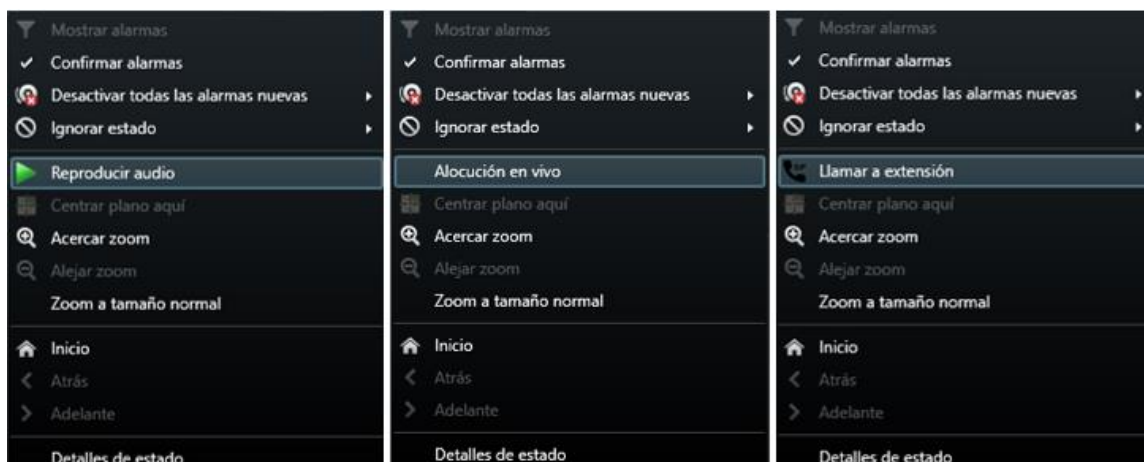 Mostrar alarmas
Confirmar alarmas
Desactivar todas las alarmas nuevas
Ignorar estado
Reproducir audio
Centrar plano aquí
Acercar zoom
Alejar zoom
Zoom a tamaño normal
Inicio
Atrás
Adelante
Detalles de estado
Mostrar alarmas
Confirmar alarmas
Desactivar todas las alarmas nuevas
Ignorar estado
Alocución en vivo
Centrar plano aquí
Acercar zoom
Alejar zoom
Zoom a tamaño normal
Inicio
Atrás
Adelante
Detalles de estado
Mostrar alarmas
Confirmar alarmas
Desactivar todas las alarmas nuevas
Ignorar estado
Llamar a extensión
Centrar plano aquí
Acercar zoom
Alejar zoom
Zoom a tamaño normal
Inicio
Atrás
Adelante
Detalles de estado